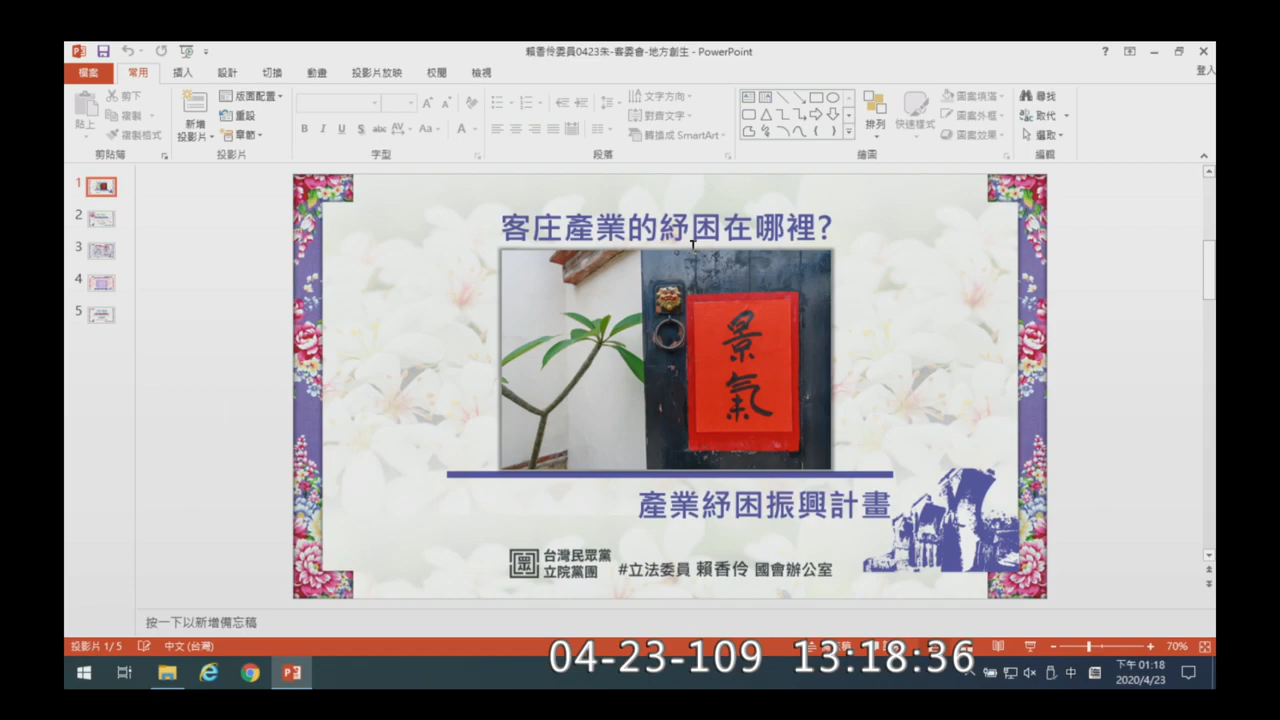 賴香伶委員0423朱-客委會-地方創生 - PowerPoint
?
登入
檔案 常用 插入 設計 切換 動畫 投影片放映 校閱 檢視
貼上
剪下
複製
複製格式
剪貼簿
新增
投影片
版面配置
重設
章節
投影片
B I U S abc AV Aa A
字型
文字方向
對齊文字
轉換成 SmartArt
段落
排列
快速樣式
圖案填滿
圖案外框
圖案效果
繪圖
尋找
取代
選取
編輯
1
2
3
4
5
客庄產業的紓困在哪裡?
景氣
產業紓困振興計畫
台灣民眾黨
立院黨團
#立法委員 賴香伶 國會辦公室
按一下以新增備忘稿
投影片 1/5 中文 (台灣)
70%
04-23-109 13:18:36
中
下午 01:18
2020/4/23